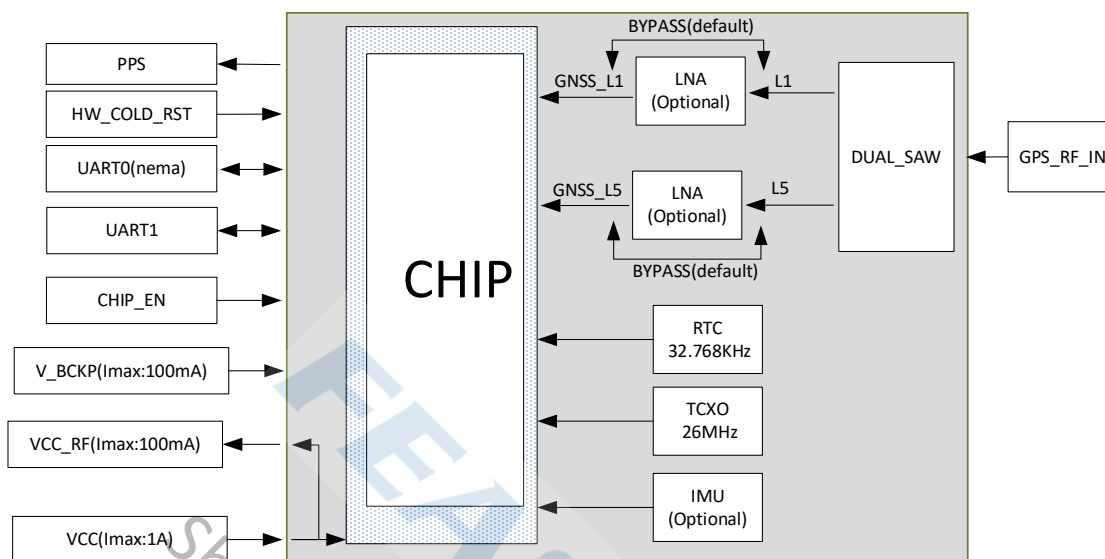 BYPASS(default)
PPS
HW_COLD_RST
UART0(nema)
UART1
CHIP_EN
V_BCKP(Imax:100mA)
VCC_RF(Imax:100mA)
VCC(Imax:1A)
CHIP
GNSS_L1
LNA
(Optional)
L1
GNSS_L5
LNA
(Optional)
L5
BYPASS(default)
DUAL_SAW
GPS_RF_IN
RTC
32.768KHz
TCXO
26MHz
IMU
(Optional)